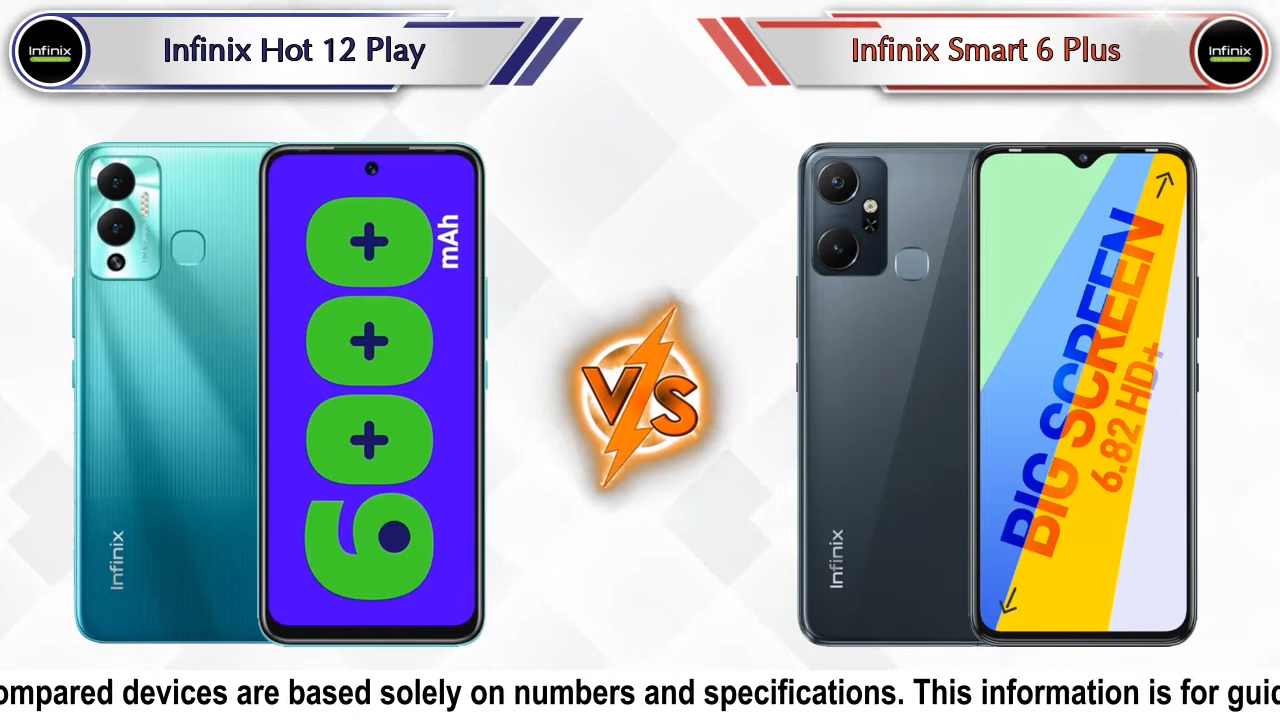 Infinix
Infinix Hot 12 Play
Infinix Smart 6 Plus
Infinix
6000
mAh
Infinix
VS
BIG SCREEN
6.82 HD+
Infinix
ompared devices are based solely on numbers and specifications. This information is for guid